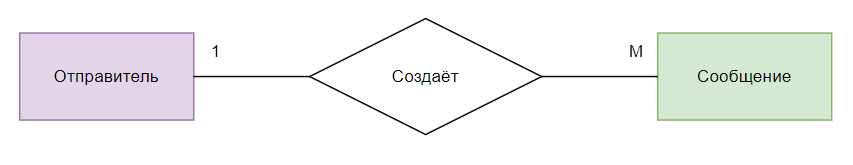 Отправитель
1
Создаёт
М
Сообщение